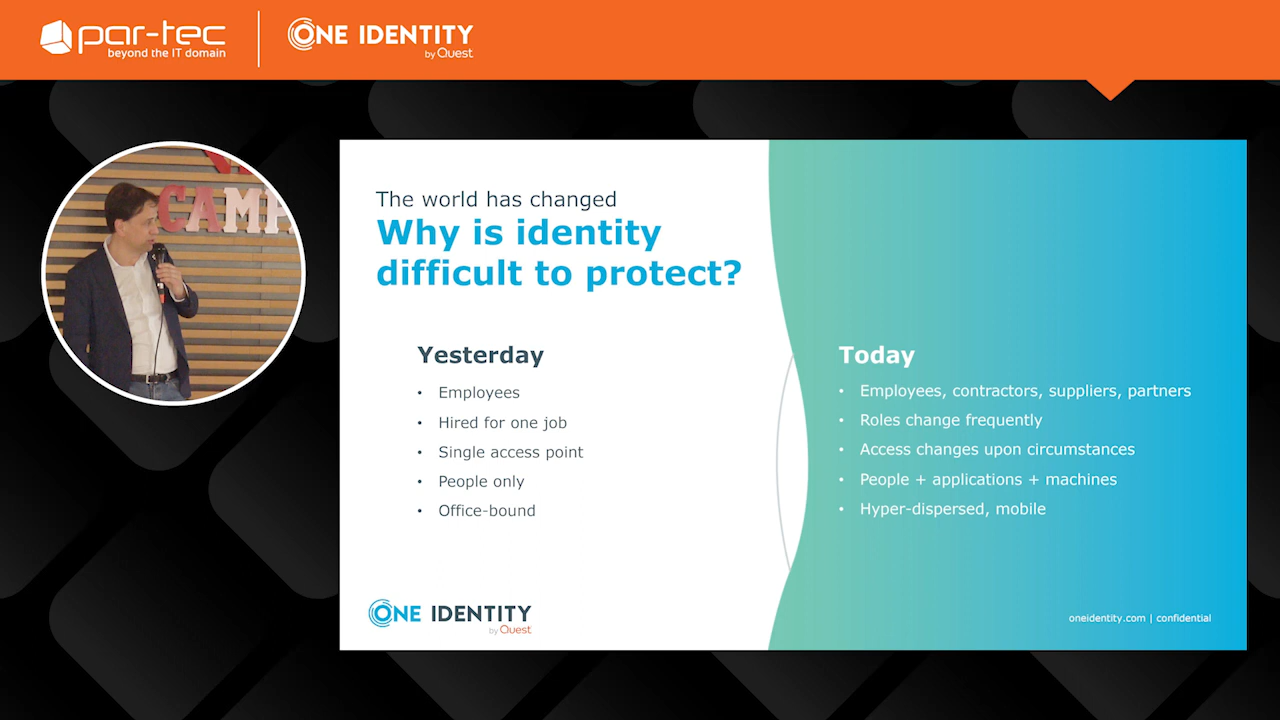 par-tec
beyond the IT domain
ONE IDENTITY
by Quest
CAMP
The world has changed
Why is identity
difficult to protect?
Yesterday
• Employees
• Hired for one job
• Single access point
• People only
• Office-bound
Today
• Employees, contractors, suppliers, partners
• Roles change frequently
• Access changes upon circumstances
• People + applications + machines
• Hyper-dispersed, mobile
ONE IDENTITY
by Quest
oneidentity.com | confidential